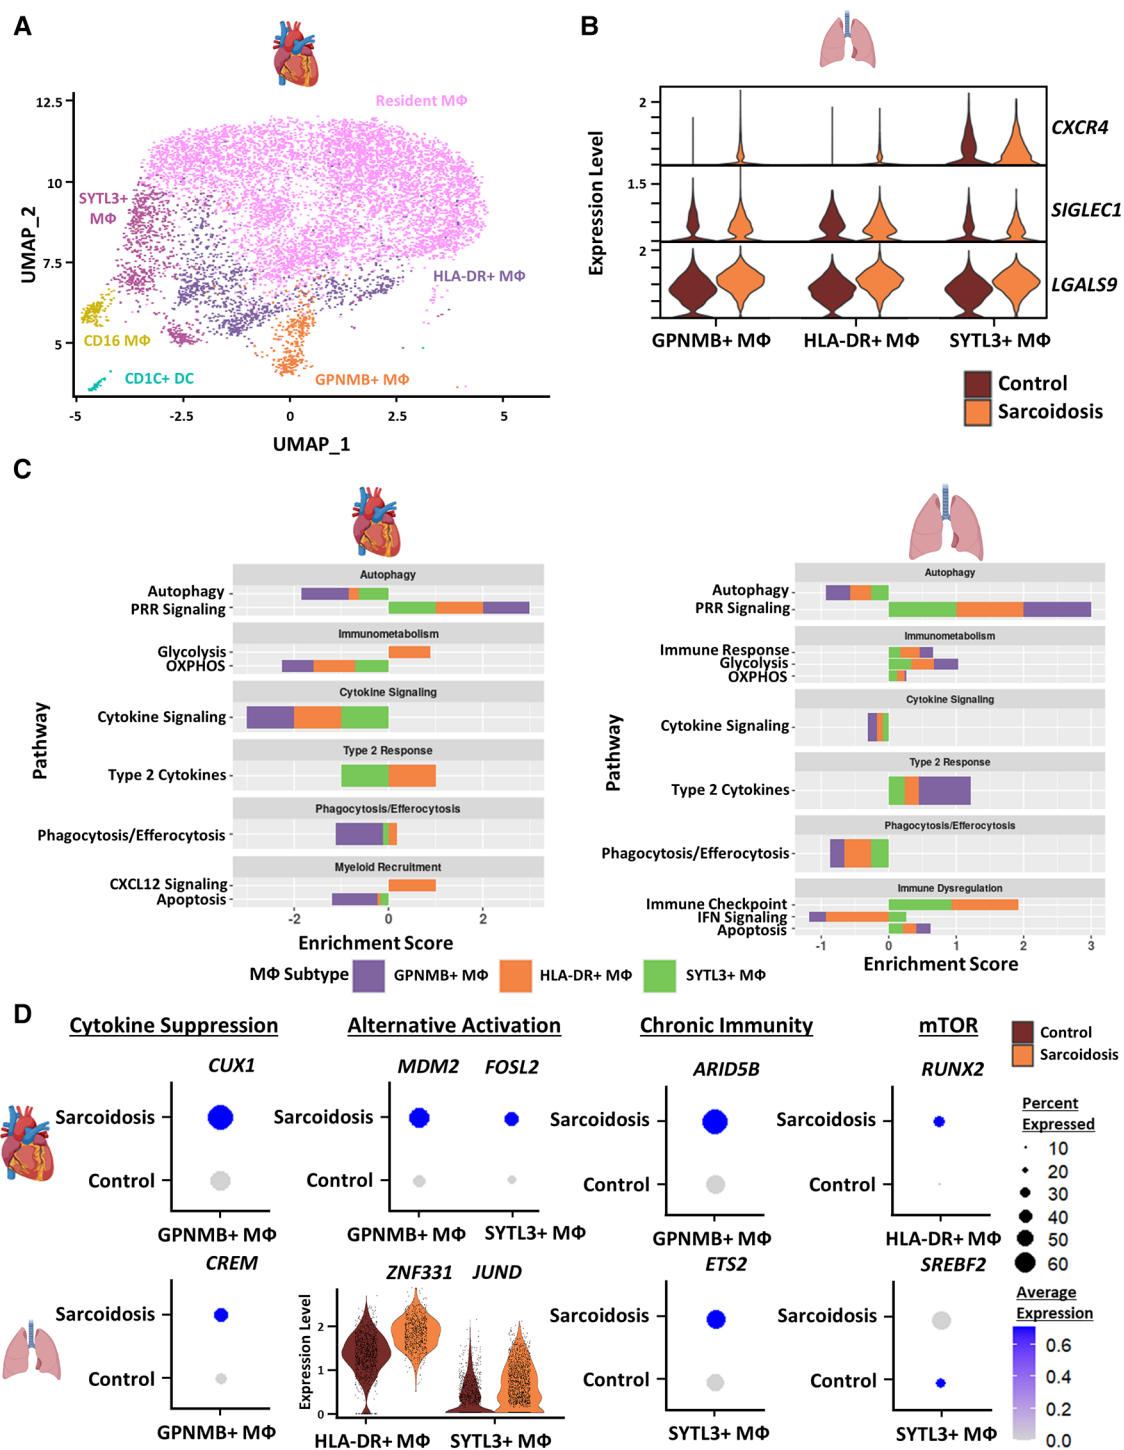 A
Resident MΦ
SYTL3+
MΦ
HLA-DR+ MΦ
CD16 MΦ
CD1C+ DC
GPNMB+ MΦ
UMAP_2
12.5
10
7.5
5
-5
-2.5
0
2.5
5
UMAP_1
B
Expression Level
2
CXCR4
1.5
SIGLEC1
2
LGALS9
GPNMB+ MΦ
HLA-DR+ MΦ
SYTL3+ MΦ
Control
Sarcoidosis
C
Pathway
Autophagy
Autophagy
PRR Signaling
Immunometabolism
Glycolysis
OXPHOS
Cytokine Signaling
Cytokine Signaling
Type 2 Response
Type 2 Cytokines
Phagocytosis/Efferocytosis
Phagocytosis/Efferocytosis
Myeloid Recruitment
CXCL12 Signaling
Apoptosis
-2
0
2
Enrichment Score
Pathway
Autophagy
Autophagy
PRR Signaling
Immunometabolism
Immune Response
Glycolysis
OXPHOS
Cytokine Signaling
Cytokine Signaling
Type 2 Response
Type 2 Cytokines
Phagocytosis/Efferocytosis
Phagocytosis/Efferocytosis
Immune Dysregulation
Immune Checkpoint
IFN Signaling
Apoptosis
-1
0
1
2
3
Enrichment Score
MΦ Subtype
GPNMB+ MΦ
HLA-DR+ MΦ
SYTL3+ MΦ
D
Cytokine Suppression
Alternative Activation
Chronic Immunity
mTOR
Control
Sarcoidosis
CUX1
Sarcoidosis
Control
GPNMB+ MΦ
MDM2
FOSL2
Sarcoidosis
Control
GPNMB+ MΦ
SYTL3+ MΦ
ARID5B
Sarcoidosis
Control
GPNMB+ MΦ
RUNX2
Sarcoidosis
Control
HLA-DR+ MΦ
Percent
Expressed
10
20
30
40
50
60
CREM
Sarcoidosis
Control
GPNMB+ MΦ
ZNF331
JUND
Expression Level
2
1
0
HLA-DR+ MΦ
SYTL3+ MΦ
ETS2
Sarcoidosis
Control
SYTL3+ MΦ
SREBF2
Sarcoidosis
Control
SYTL3+ MΦ
Average
Expression
0.6
0.4
0.2
0.0